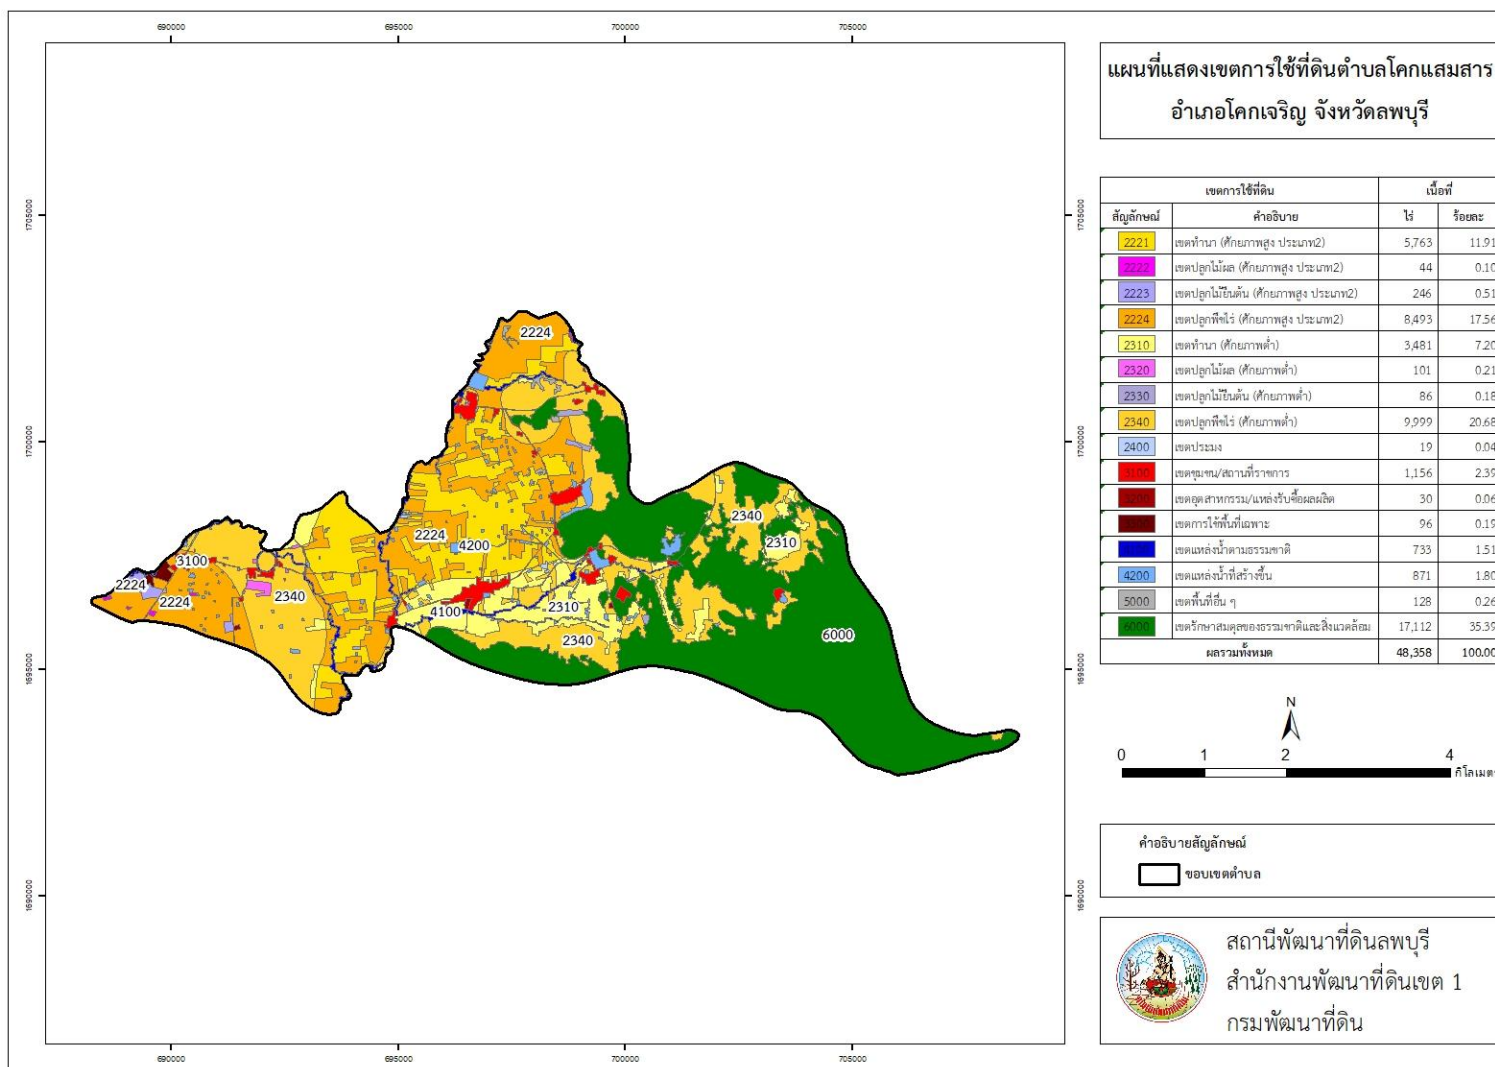 690000
695000
700000
705000
แผนที่แสดงเขตการใช้ที่ดินตำบลโคกแสมสาร
อำเภอโคกเจริญ จังหวัดลพบุรี
เขตการใช้ที่ดิน เนื้อที่
สัญลักษณ์ คำอธิบาย ไร่ ร้อยละ
2221 เขตทำนา (ศักยภาพสูง ประเภท2) 5,763 11.91
2222 เขตปลูกไม้ผล (ศักยภาพสูง ประเภท2) 44 0.10
2223 เขตปลูกไม้ยืนต้น (ศักยภาพสูง ประเภท2) 246 0.51
2224 เขตปลูกพืชไร่ (ศักยภาพสูง ประเภท2) 8,493 17.56
2310 เขตทำนา (ศักยภาพต่ำ) 3,481 7.20
2320 เขตปลูกไม้ผล (ศักยภาพต่ำ) 101 0.21
2330 เขตปลูกไม้ยืนต้น (ศักยภาพต่ำ) 86 0.18
2340 เขตปลูกพืชไร่ (ศักยภาพต่ำ) 9,999 20.68
2400 เขตประมง 19 0.04
3100 เขตชุมชน/สถานที่ราชการ 1,156 2.39
3200 เขตอุตสาหกรรม/แหล่งรับซื้อผลผลิต 30 0.06
เขตการใช้พื้นที่เฉพาะ 96 0.19
เขตแหล่งน้ำตามธรรมชาติ 733 1.51
4200 เขตแหล่งน้ำที่สร้างขึ้น 871 1.80
5000 เขตพื้นที่อื่น ๆ 128 0.26
6000 เขตรักษาสมดุลของธรรมชาติและสิ่งแวดล้อม 17,112 35.39
ผลรวมทั้งหมด 48,358 100.00
1705000
1705000
1700000
1700000
1695000
1695000
1690000
1690000
2224
2340
2310
2224
4200
3100
2224
2224
2340
4100
2310
2340
6000
N
0 1 2 4
กิโลเมตร
คำอธิบายสัญลักษณ์
ขอบเขตตำบล
สถานีพัฒนาที่ดินลพบุรี
สำนักงานพัฒนาที่ดินเขต 1
กรมพัฒนาที่ดิน
690000
695000
700000
705000